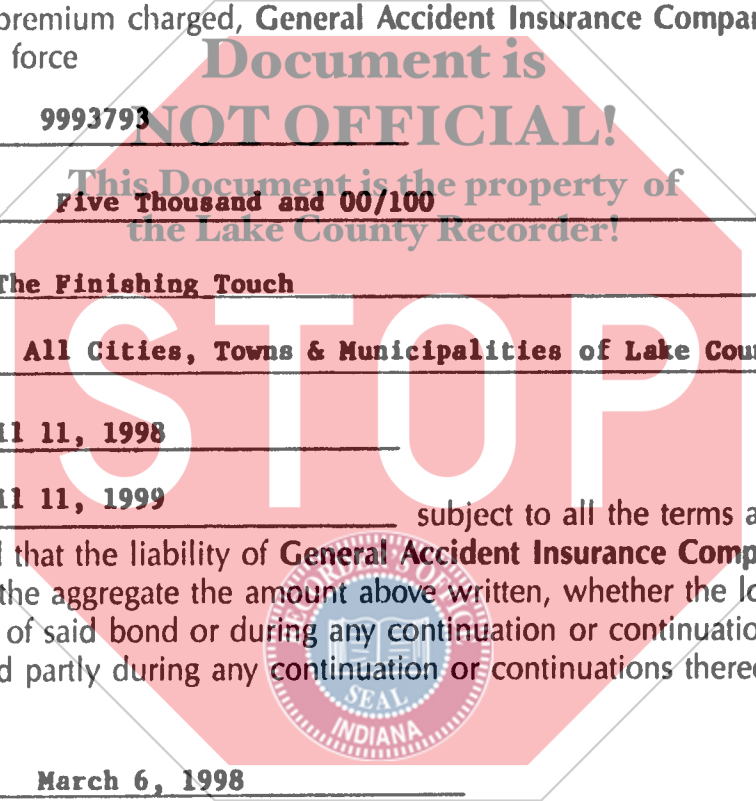 premium charged, General Accident Insurance Compan
force
Document is
9993793
NOT OFFICIAL!
This Document is the property of
Five Thousand and 00/100
the Lake County Recorder!
The Finishing Touch
STOP
All Cities, Towns & Municipalities of Lake Coun
il 11, 1998
il 11, 1999
subject to all the terms a
d that the liability of General Accident Insurance Comp
the aggregate the amount above written, whether the lo
of said bond or during any continuation or continuatio
d partly during any continuation or continuations there
SEAL
INDIANA
March 6, 1998